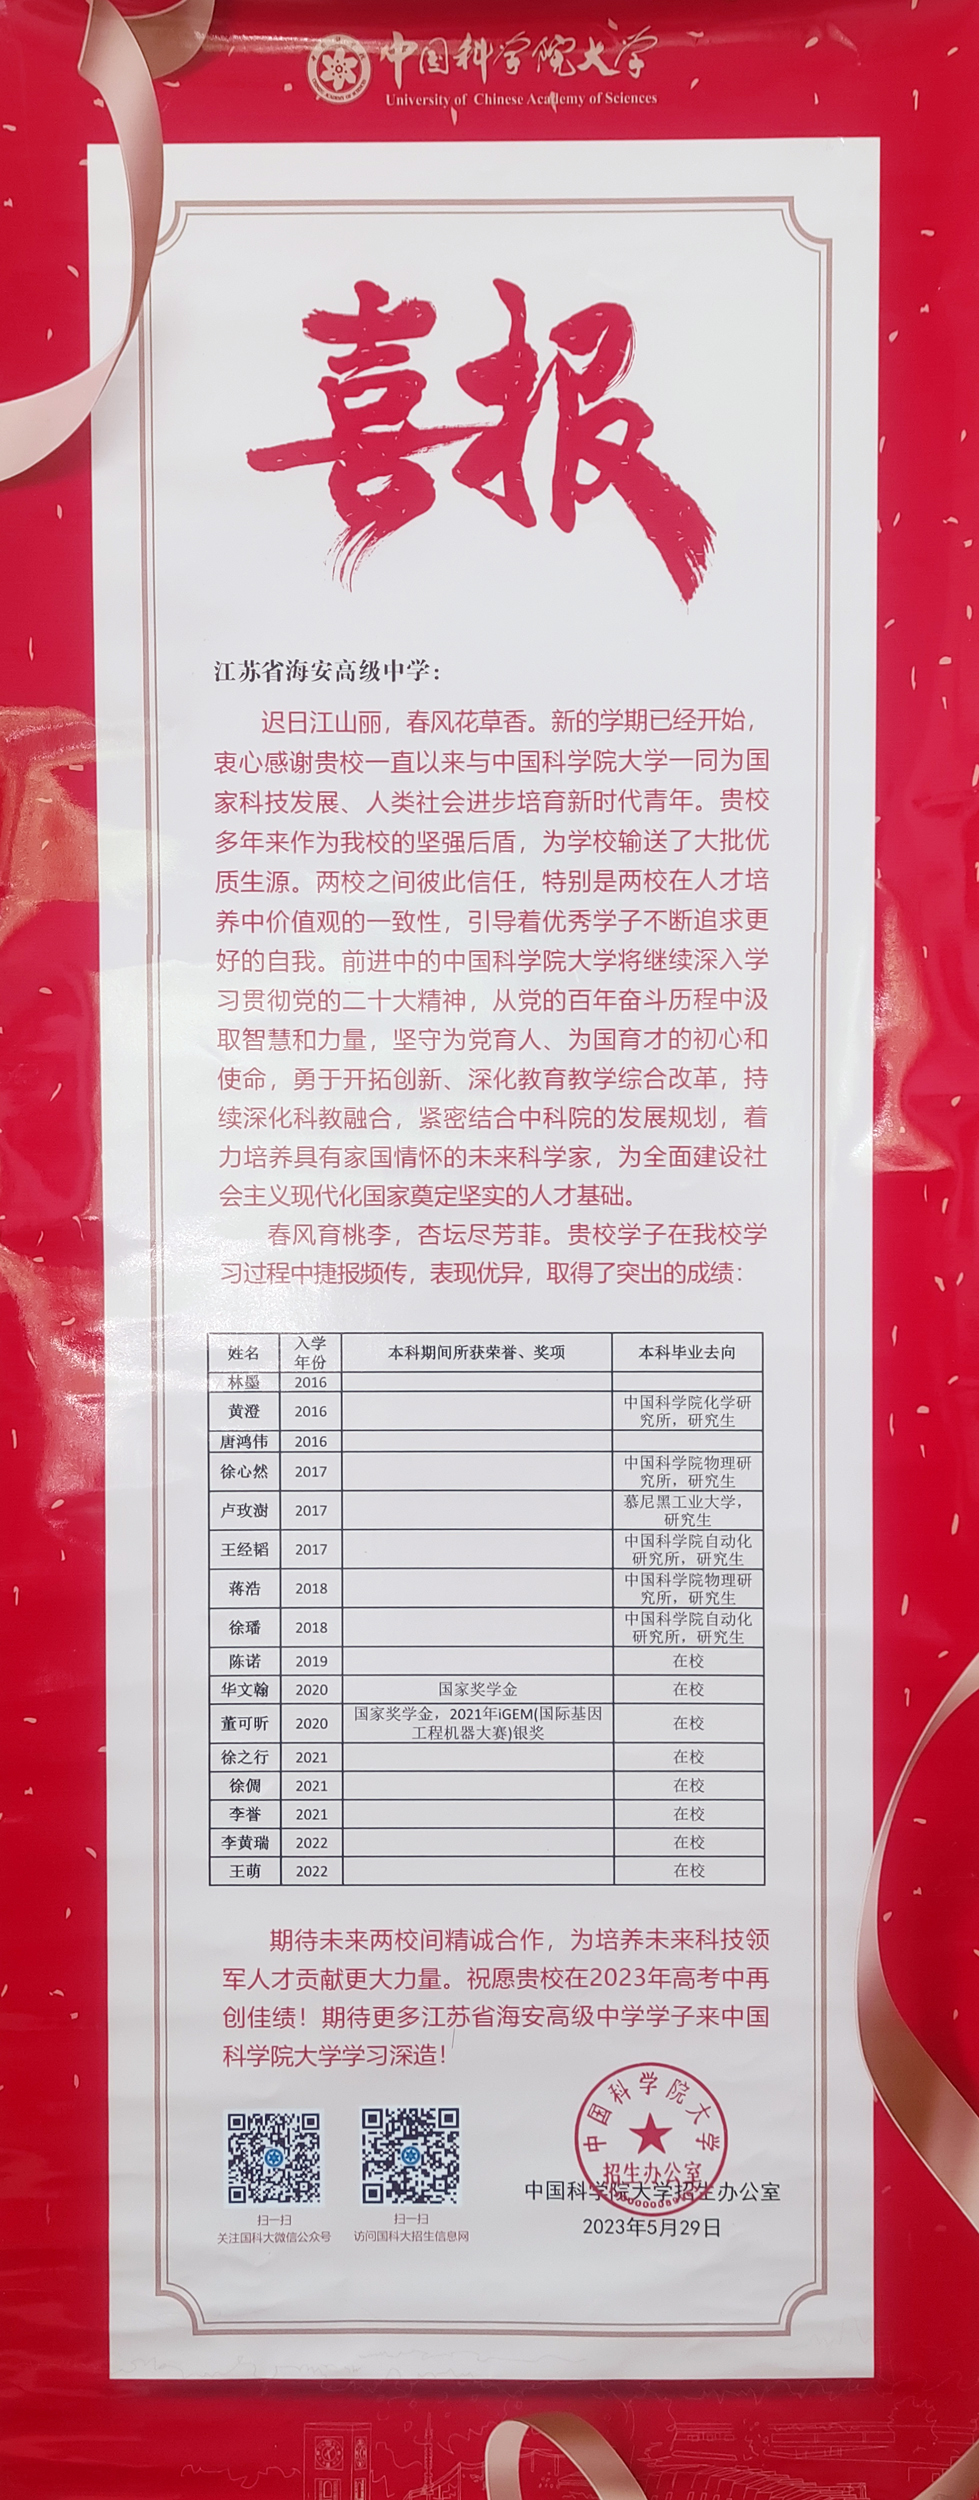 中国科学院大学
University of Chinese Academy of Sciences
喜报
江苏省海安高级中学：
迟日江山丽，春风花草香。新的学期已经开始，
衷心感谢贵校一直以来与中国科学院大学一同为国
家科技发展、人类社会进步培育新时代青年。贵校
多年来作为我校的坚强后盾，为学校输送了大批优
质生源。两校之间彼此信任，特别是两校在人才培
养中价值观的一致性，引导着优秀学子不断追求更
好的自我。前进中的中国科学院大学将继续深入学
习贯彻党的二十大精神，从党的百年奋斗历程中汲
取智慧和力量，坚守为党育人、为国育才的初心和
使命，勇于开拓创新、深化教育教学综合改革，持
续深化科教融合，紧密结合中科院的发展规划，着
力培养具有家国情怀的未来科学家，为全面建设社
会主义现代化国家奠定坚实的人才基础。
春风育桃李，杏坛尽芳菲。贵校学子在我校学
习过程中捷报频传，表现优异，取得了突出的成绩：
姓名 入学年份 本科期间所获荣誉、奖项 本科毕业去向
林墨 2016
黄澄 2016 中国科学院化学研究所，研究生
唐鸿伟 2016
徐心然 2017 中国科学院物理研究所，研究生
卢玫澍 2017 慕尼黑工业大学，研究生
王经韬 2017 中国科学院自动化研究所，研究生
蒋浩 2018 中国科学院物理研究所，研究生
徐璠 2018 中国科学院自动化研究所，研究生
陈诺 2019 在校
华文翰 2020 国家奖学金 在校
董可昕 2020 国家奖学金，2021年iGEM(国际基因工程机器大赛)银奖 在校
徐之行 2021 在校
徐倜 2021 在校
李誉 2021 在校
李黄瑞 2022 在校
王萌 2022 在校
期待未来两校间精诚合作，为培养未来科技领
军人才贡献更大力量。祝愿贵校在2023年高考中再
创佳绩！期待更多江苏省海安高级中学学子来中国
科学院大学学习深造！
中国科学院大学
招生办公室
中国科学院大学招生办公室
2023年5月29日
扫一扫
关注国科大微信公众号
扫一扫
访问国科大招生信息网